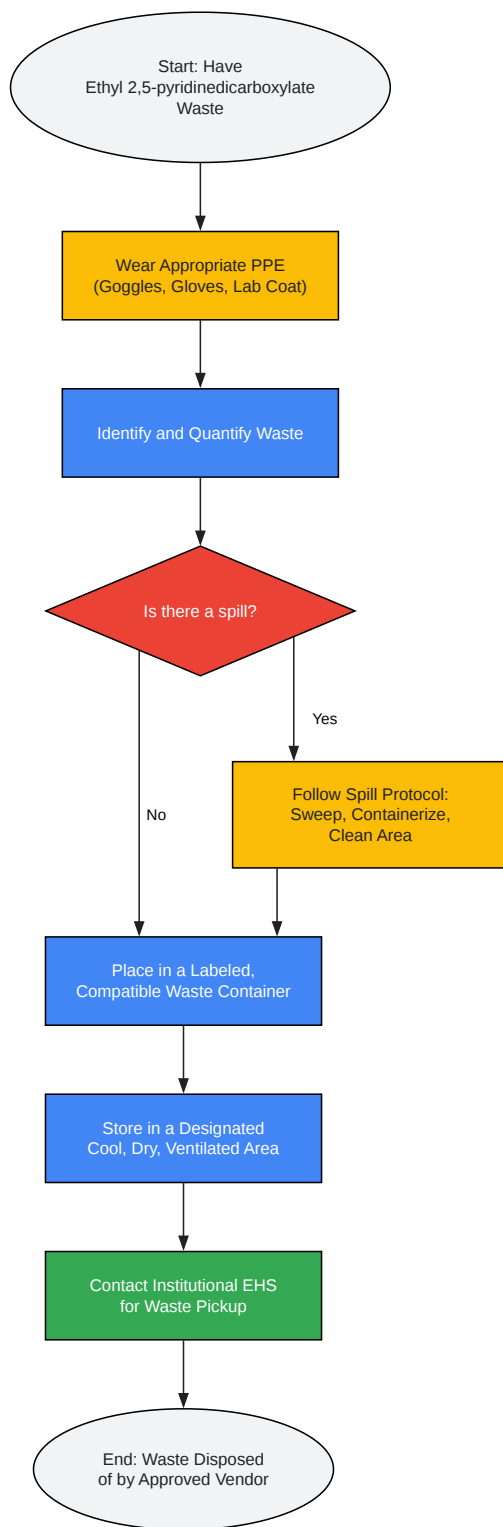 Start: Have
Ethyl 2,5-pyridinedicarboxylate
Waste
Wear Appropriate PPE
(Goggles, Gloves, Lab Coat)
Identify and Quantify Waste
Is there a spill?
Yes
No
Follow Spill Protocol:
Sweep, Containerize,
Clean Area
Place in a Labeled,
Compatible Waste Container
Store in a Designated
Cool, Dry, Ventilated Area
Contact Institutional EHS
for Waste Pickup
End: Waste Disposed
of by Approved Vendor